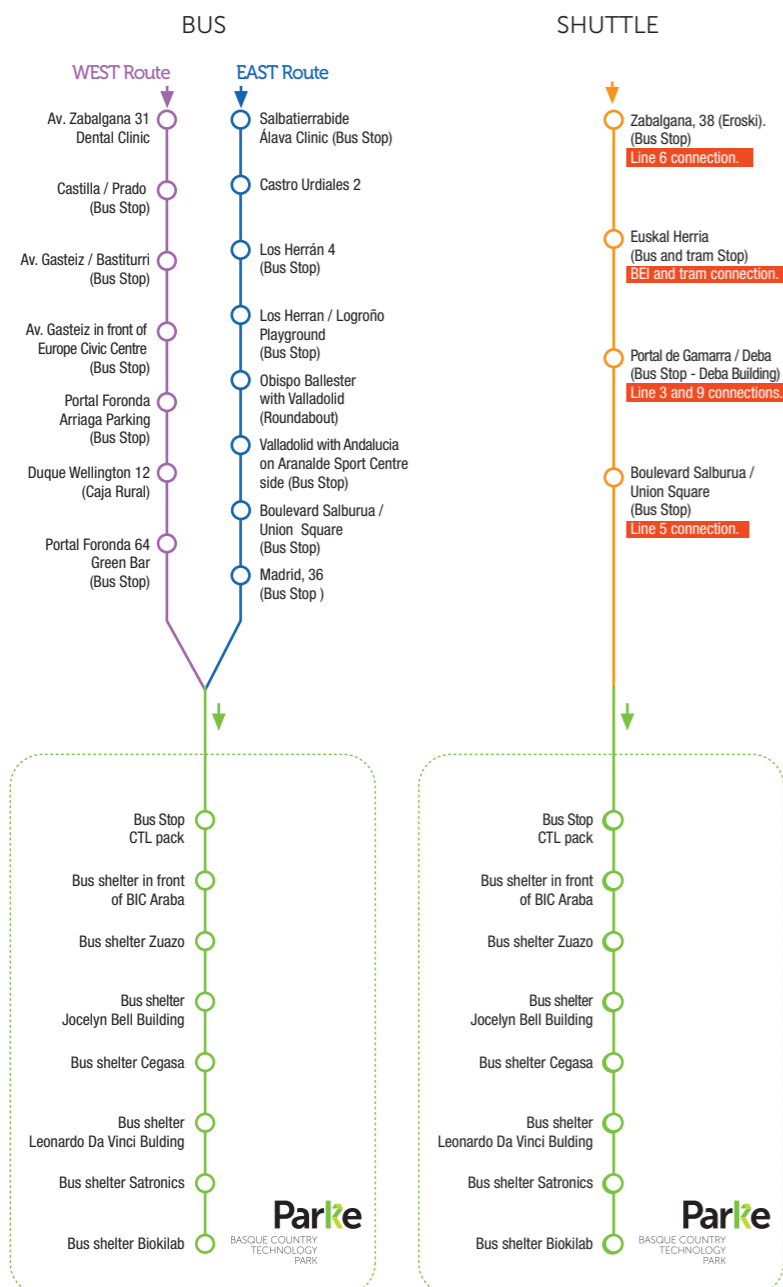 BUS
WEST Route
Av. Zabalgana 31
Dental Clinic
Castilla / Prado
(Bus Stop)
Av. Gasteiz / Bastiturri
(Bus Stop)
Av. Gasteiz in front of
Europe Civic Centre
(Bus Stop)
Portal Foronda
Arriaga Parking
(Bus Stop)
Duque Wellington 12
(Caja Rural)
Portal Foronda 64
Green Bar
(Bus Stop)
EAST Route
Salbatierrabide
Álava Clinic (Bus Stop)
Castro Urdiales 2
Los Herrán 4
(Bus Stop)
Los Herran / Logroño
Playground
(Bus Stop)
Obispo Ballester
with Valladolid
(Roundabout)
Valladolid with Andalucia
on Aranalde Sport Centre
side (Bus Stop)
Boulevard Salburua /
Union Square
(Bus Stop)
Madrid, 36
(Bus Stop )
Bus Stop
CTL pack
Bus shelter in front
of BIC Araba
Bus shelter Zuazo
Bus shelter
Jocelyn Bell Building
Bus shelter Cegasa
Bus shelter
Leonardo Da Vinci Bulding
Bus shelter Satronics
Bus shelter Biokilab
Parke
BASQUE COUNTRY
TECHNOLOGY
PARK
SHUTTLE
Zabalgana, 38 (Eroski).
(Bus Stop)
Line 6 connection.
Euskal Herria
(Bus and tram Stop)
BEI and tram connection.
Portal de Gamarra / Deba
(Bus Stop - Deba Building)
Line 3 and 9 connections.
Boulevard Salburua /
Union Square
(Bus Stop)
Line 5 connection.
Bus Stop
CTL pack
Bus shelter in front
of BIC Araba
Bus shelter Zuazo
Bus shelter
Jocelyn Bell Building
Bus shelter Cegasa
Bus shelter
Leonardo Da Vinci Bulding
Bus shelter Satronics
Bus shelter Biokilab
Parke
BASQUE COUNTRY
TECHNOLOGY
PARK